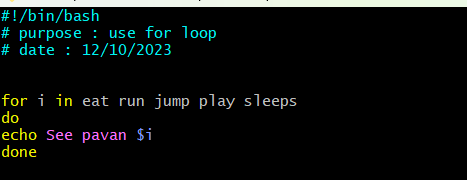 #!/bin/bash
# purpose : use for loop
# date : 12/10/2023
for i in eat run jump play sleeps
do
echo See pavan $i
done